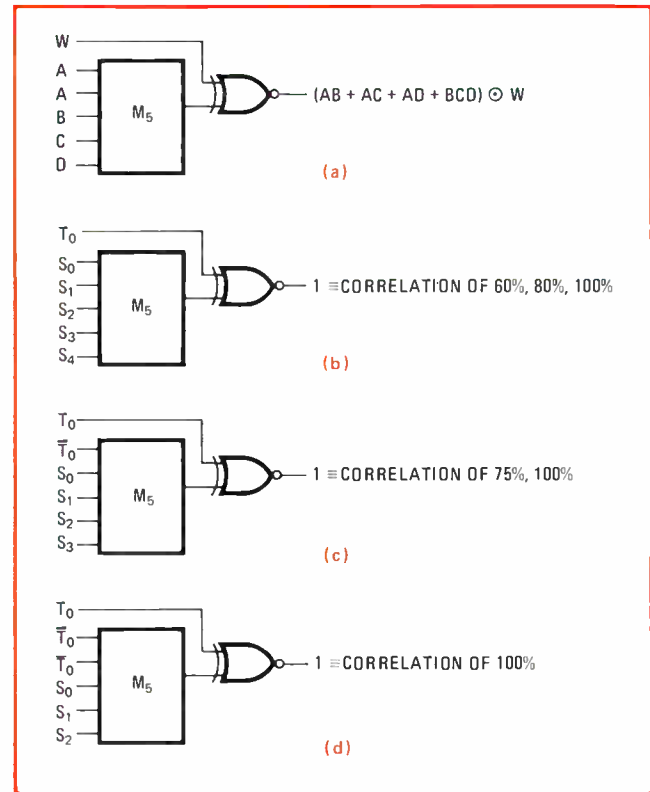 W
A
A
B
C
D
M₅
(AB + AC + AD + BCD) ⊙ W
(a)
T₀
S₀
S₁
S₂
S₃
S₄
M₅
1 ≡ CORRELATION OF 60%, 80%, 100%
(b)
T₀
T̅₀
S₀
S₁
S₂
S₃
M₅
1 ≡ CORRELATION OF 75%, 100%
(c)
T₀
T̅₀
T̅₀
S₀
S₁
S₂
M₅
1 ≡ CORRELATION OF 100%
(d)